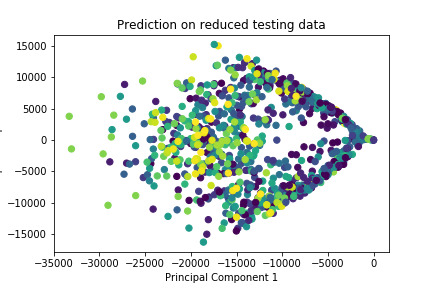 Prediction on reduced testing data
15000
10000
5000
0
−5000
−10000
−15000
−35000 −30000 −25000 −20000 −15000 −10000 −5000 0
Principal Component 1